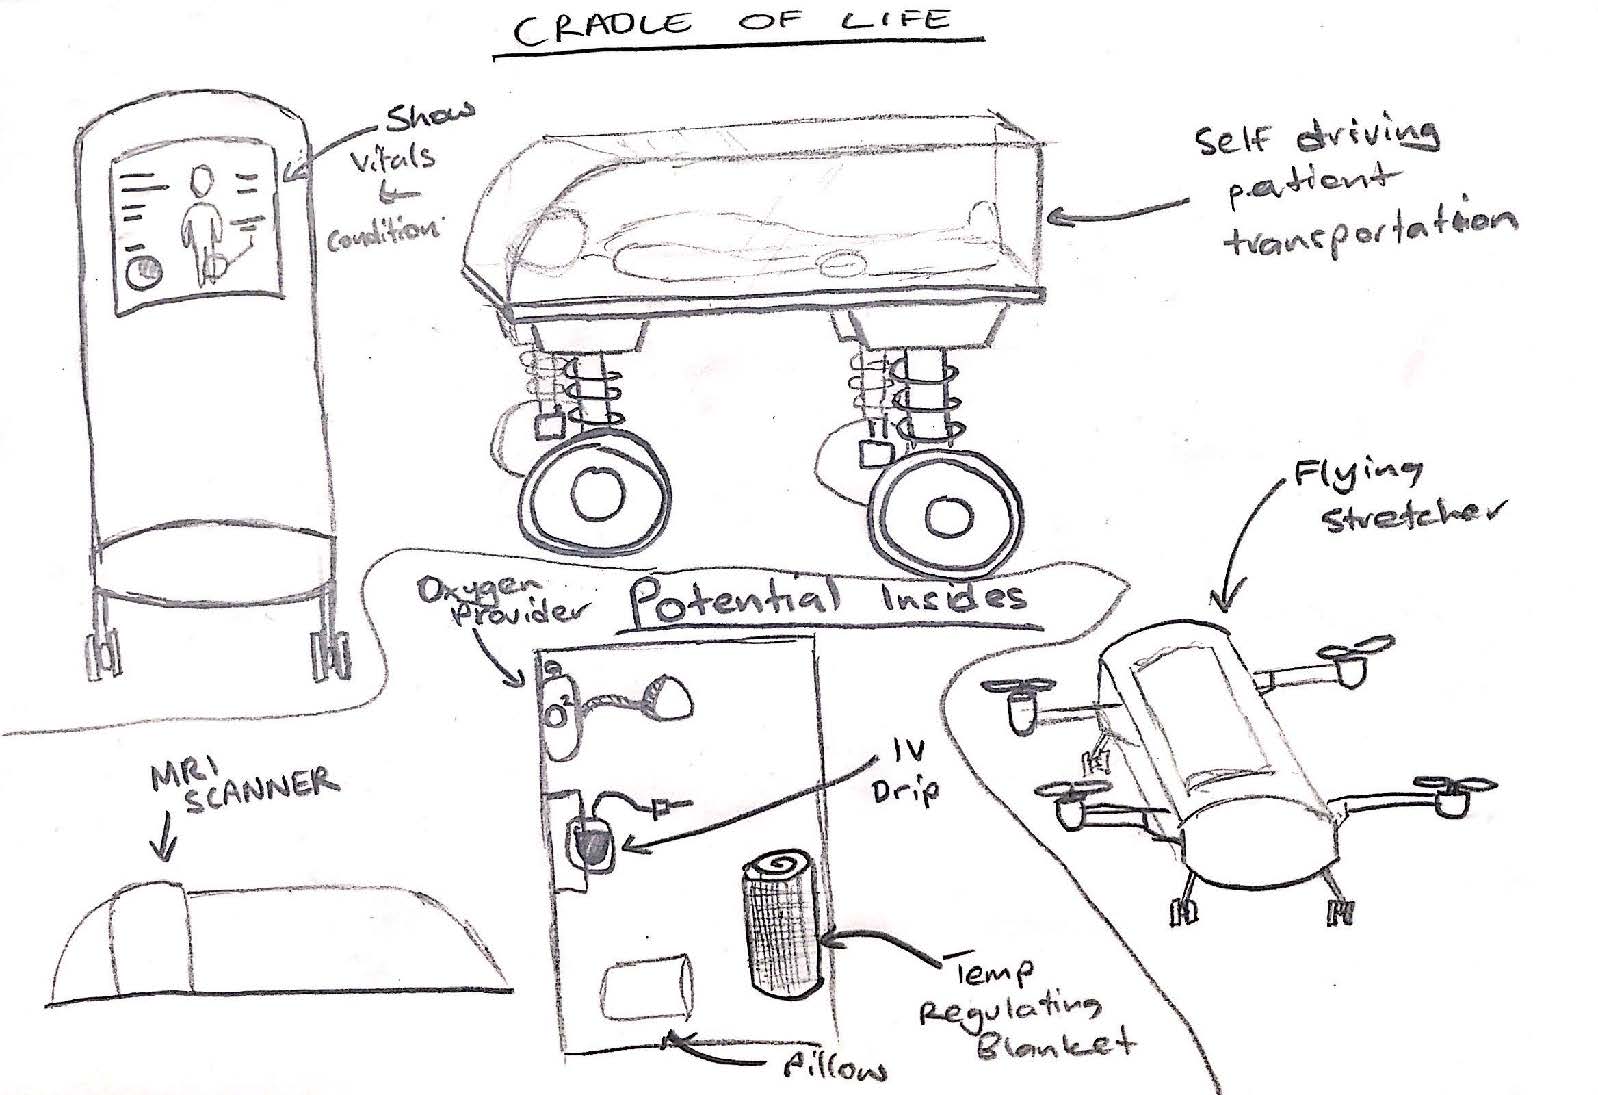 CRADLE OF LIFE
Show
Vitals
&
condition
Self driving
patient
transportation
Flying
Stretcher
Oxygen
Provider
Potential Insides
O2
IV
Drip
MRI
SCANNER
Temp
Regulating
Blanket
Pillow